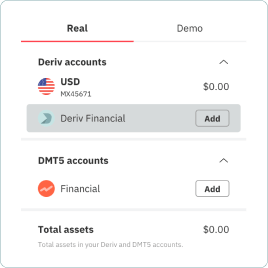 Real Demo
Deriv accounts
USD
MX45671
$0.00
Deriv Financial
Add
DMT5 accounts
Financial
Add
Total assets
$0.00
Total assets in your Deriv and DMT5 accounts.